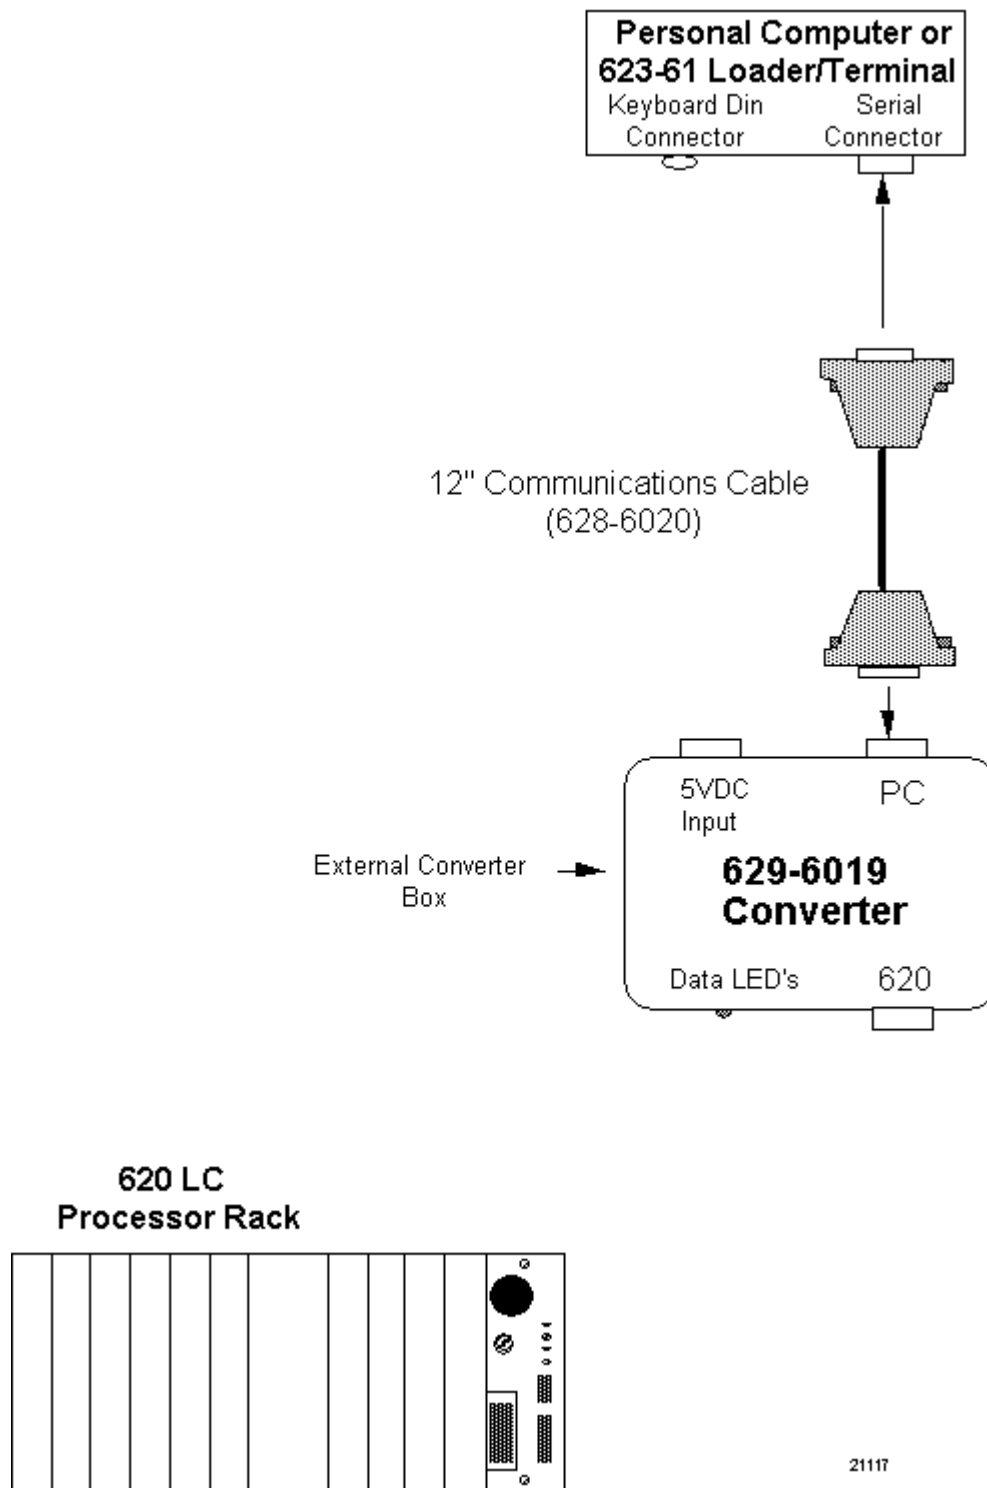 Personal Computer or
623-61 Loader/Terminal
Keyboard Din
Connector
Serial
Connector
12" Communications Cable
(628-6020)
5VDC
Input
PC
External Converter
Box
629-6019
Converter
Data LED's
620
620 LC
Processor Rack
21117